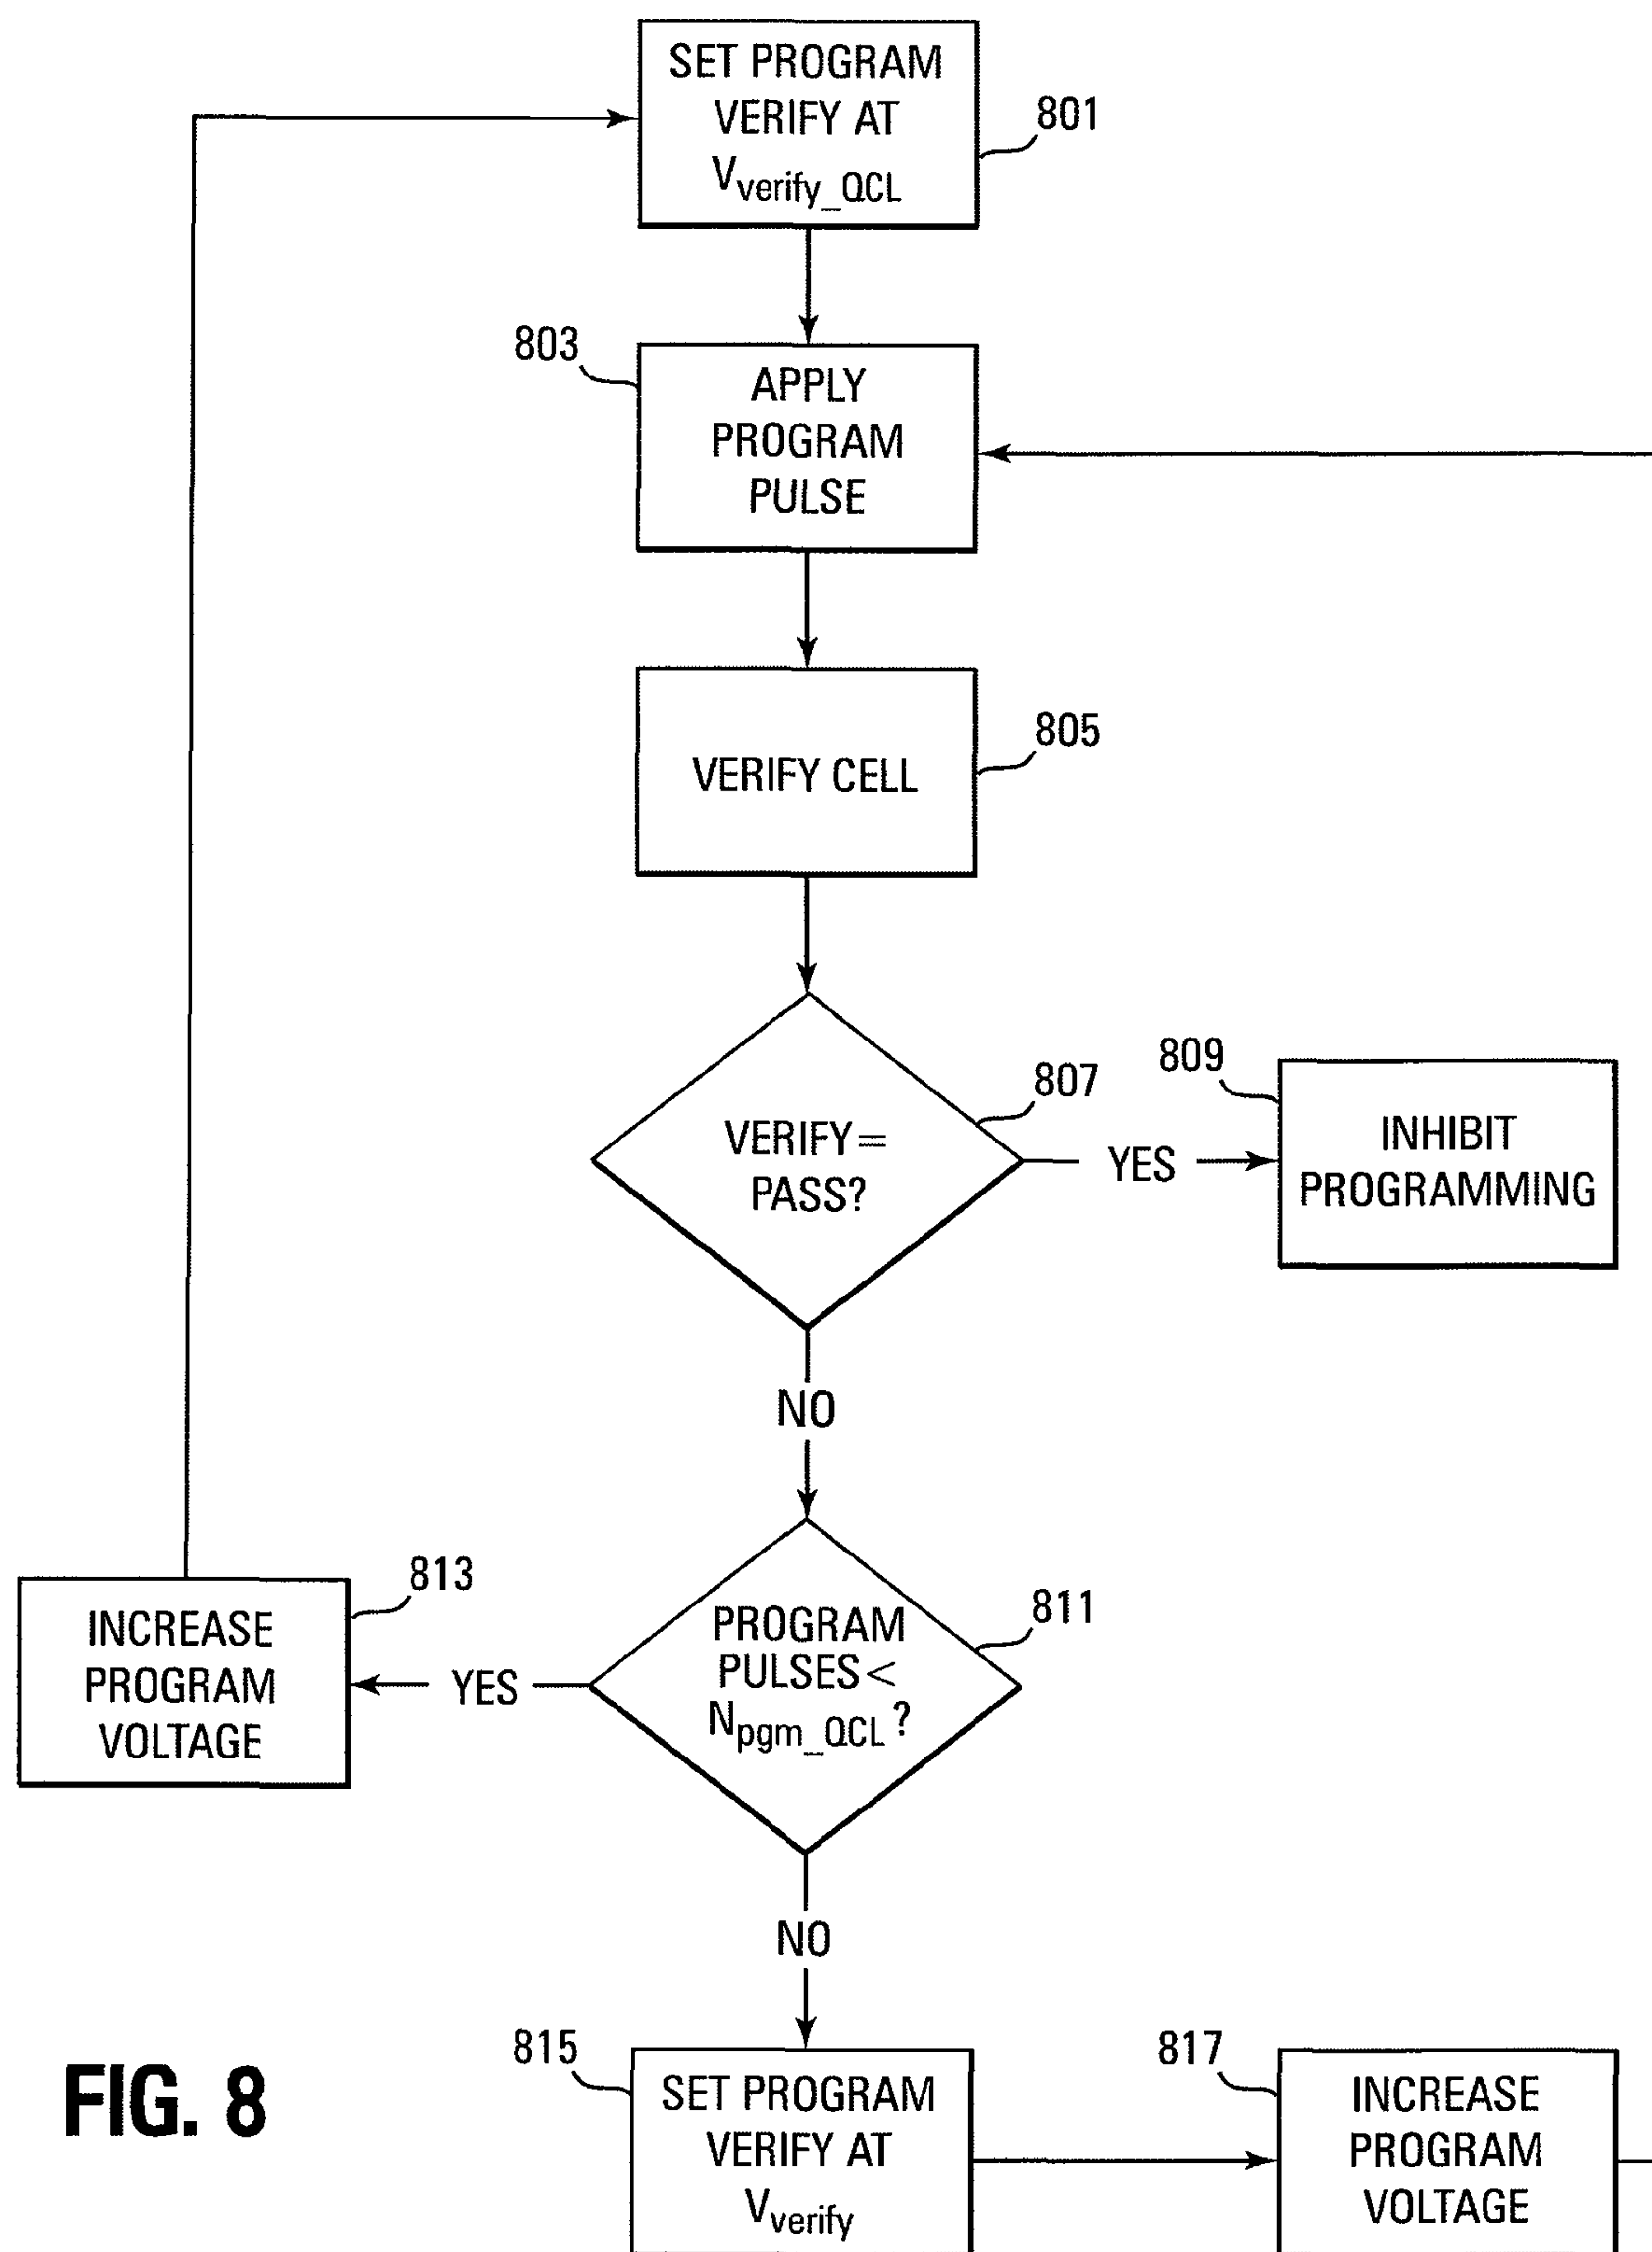 SET PROGRAM
VERIFY AT
Vverify_QCL
801
803
APPLY
PROGRAM
PULSE
VERIFY CELL
805
VERIFY=
PASS?
807
YES
809
INHIBIT
PROGRAMMING
NO
PROGRAM
PULSES<
Npgm_QCL?
811
YES
813
INCREASE
PROGRAM
VOLTAGE
NO
815
SET PROGRAM
VERIFY AT
Vverify
817
INCREASE
PROGRAM
VOLTAGE
FIG. 8